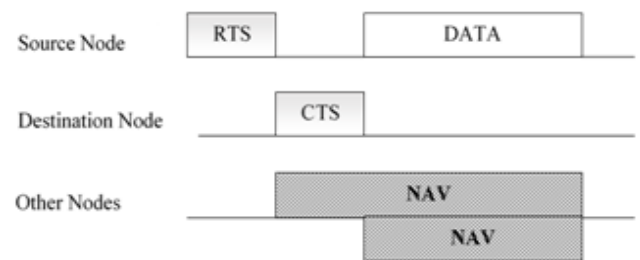 Source Node
RTS
DATA
Destination Node
CTS
Other Nodes
NAV
NAV